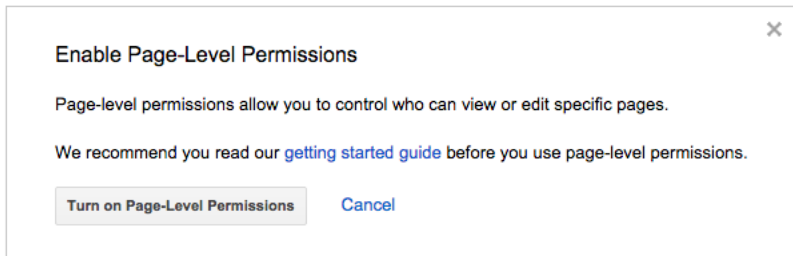 Enable Page-Level Permissions
Page-level permissions allow you to control who can view or edit specific pages.
We recommend you read our getting started guide before you use page-level permissions.
Turn on Page-Level Permissions Cancel